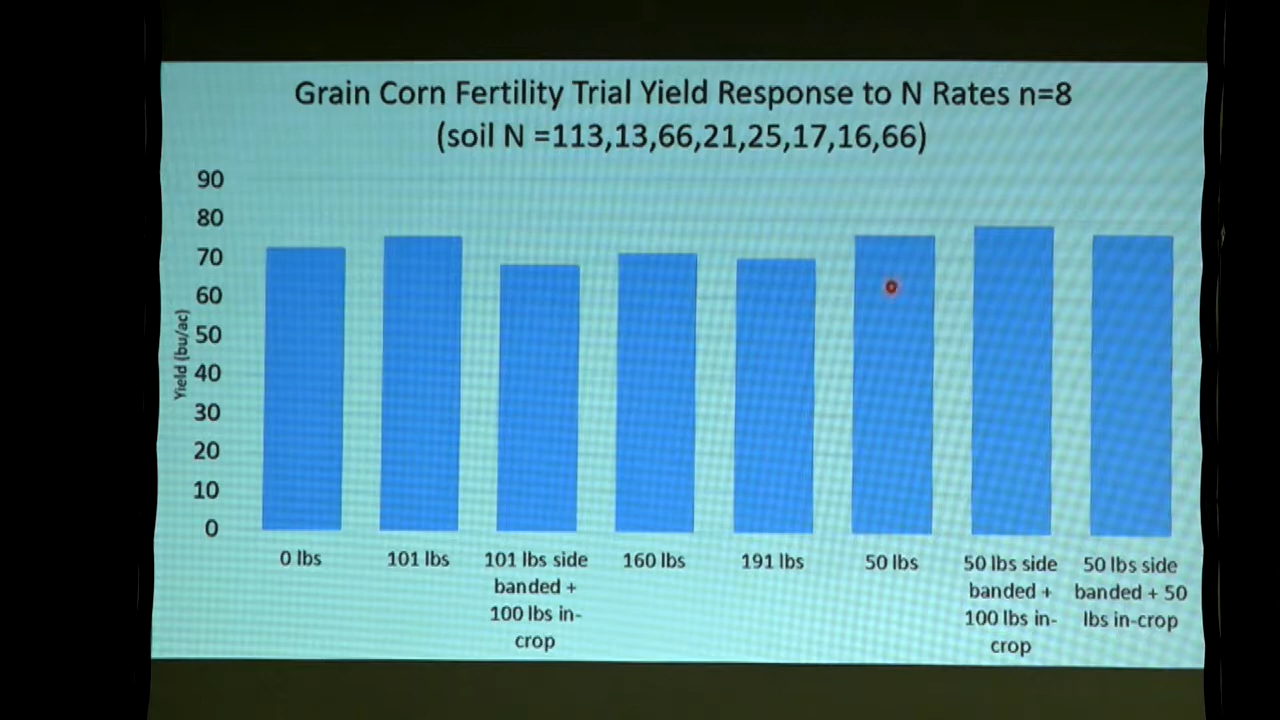 Grain Corn Fertility Trial Yield Response to N Rates n=8
(soil N =113,13,66,21,25,17,16,66)
90
80
70
60
50
40
30
20
10
0
Yield (bu/ac)
0 lbs
101 lbs
101 lbs side
banded +
100 lbs in-
crop
160 lbs
191 lbs
50 lbs
50 lbs side
banded +
100 lbs in-
crop
50 lbs side
banded + 50
lbs in-crop